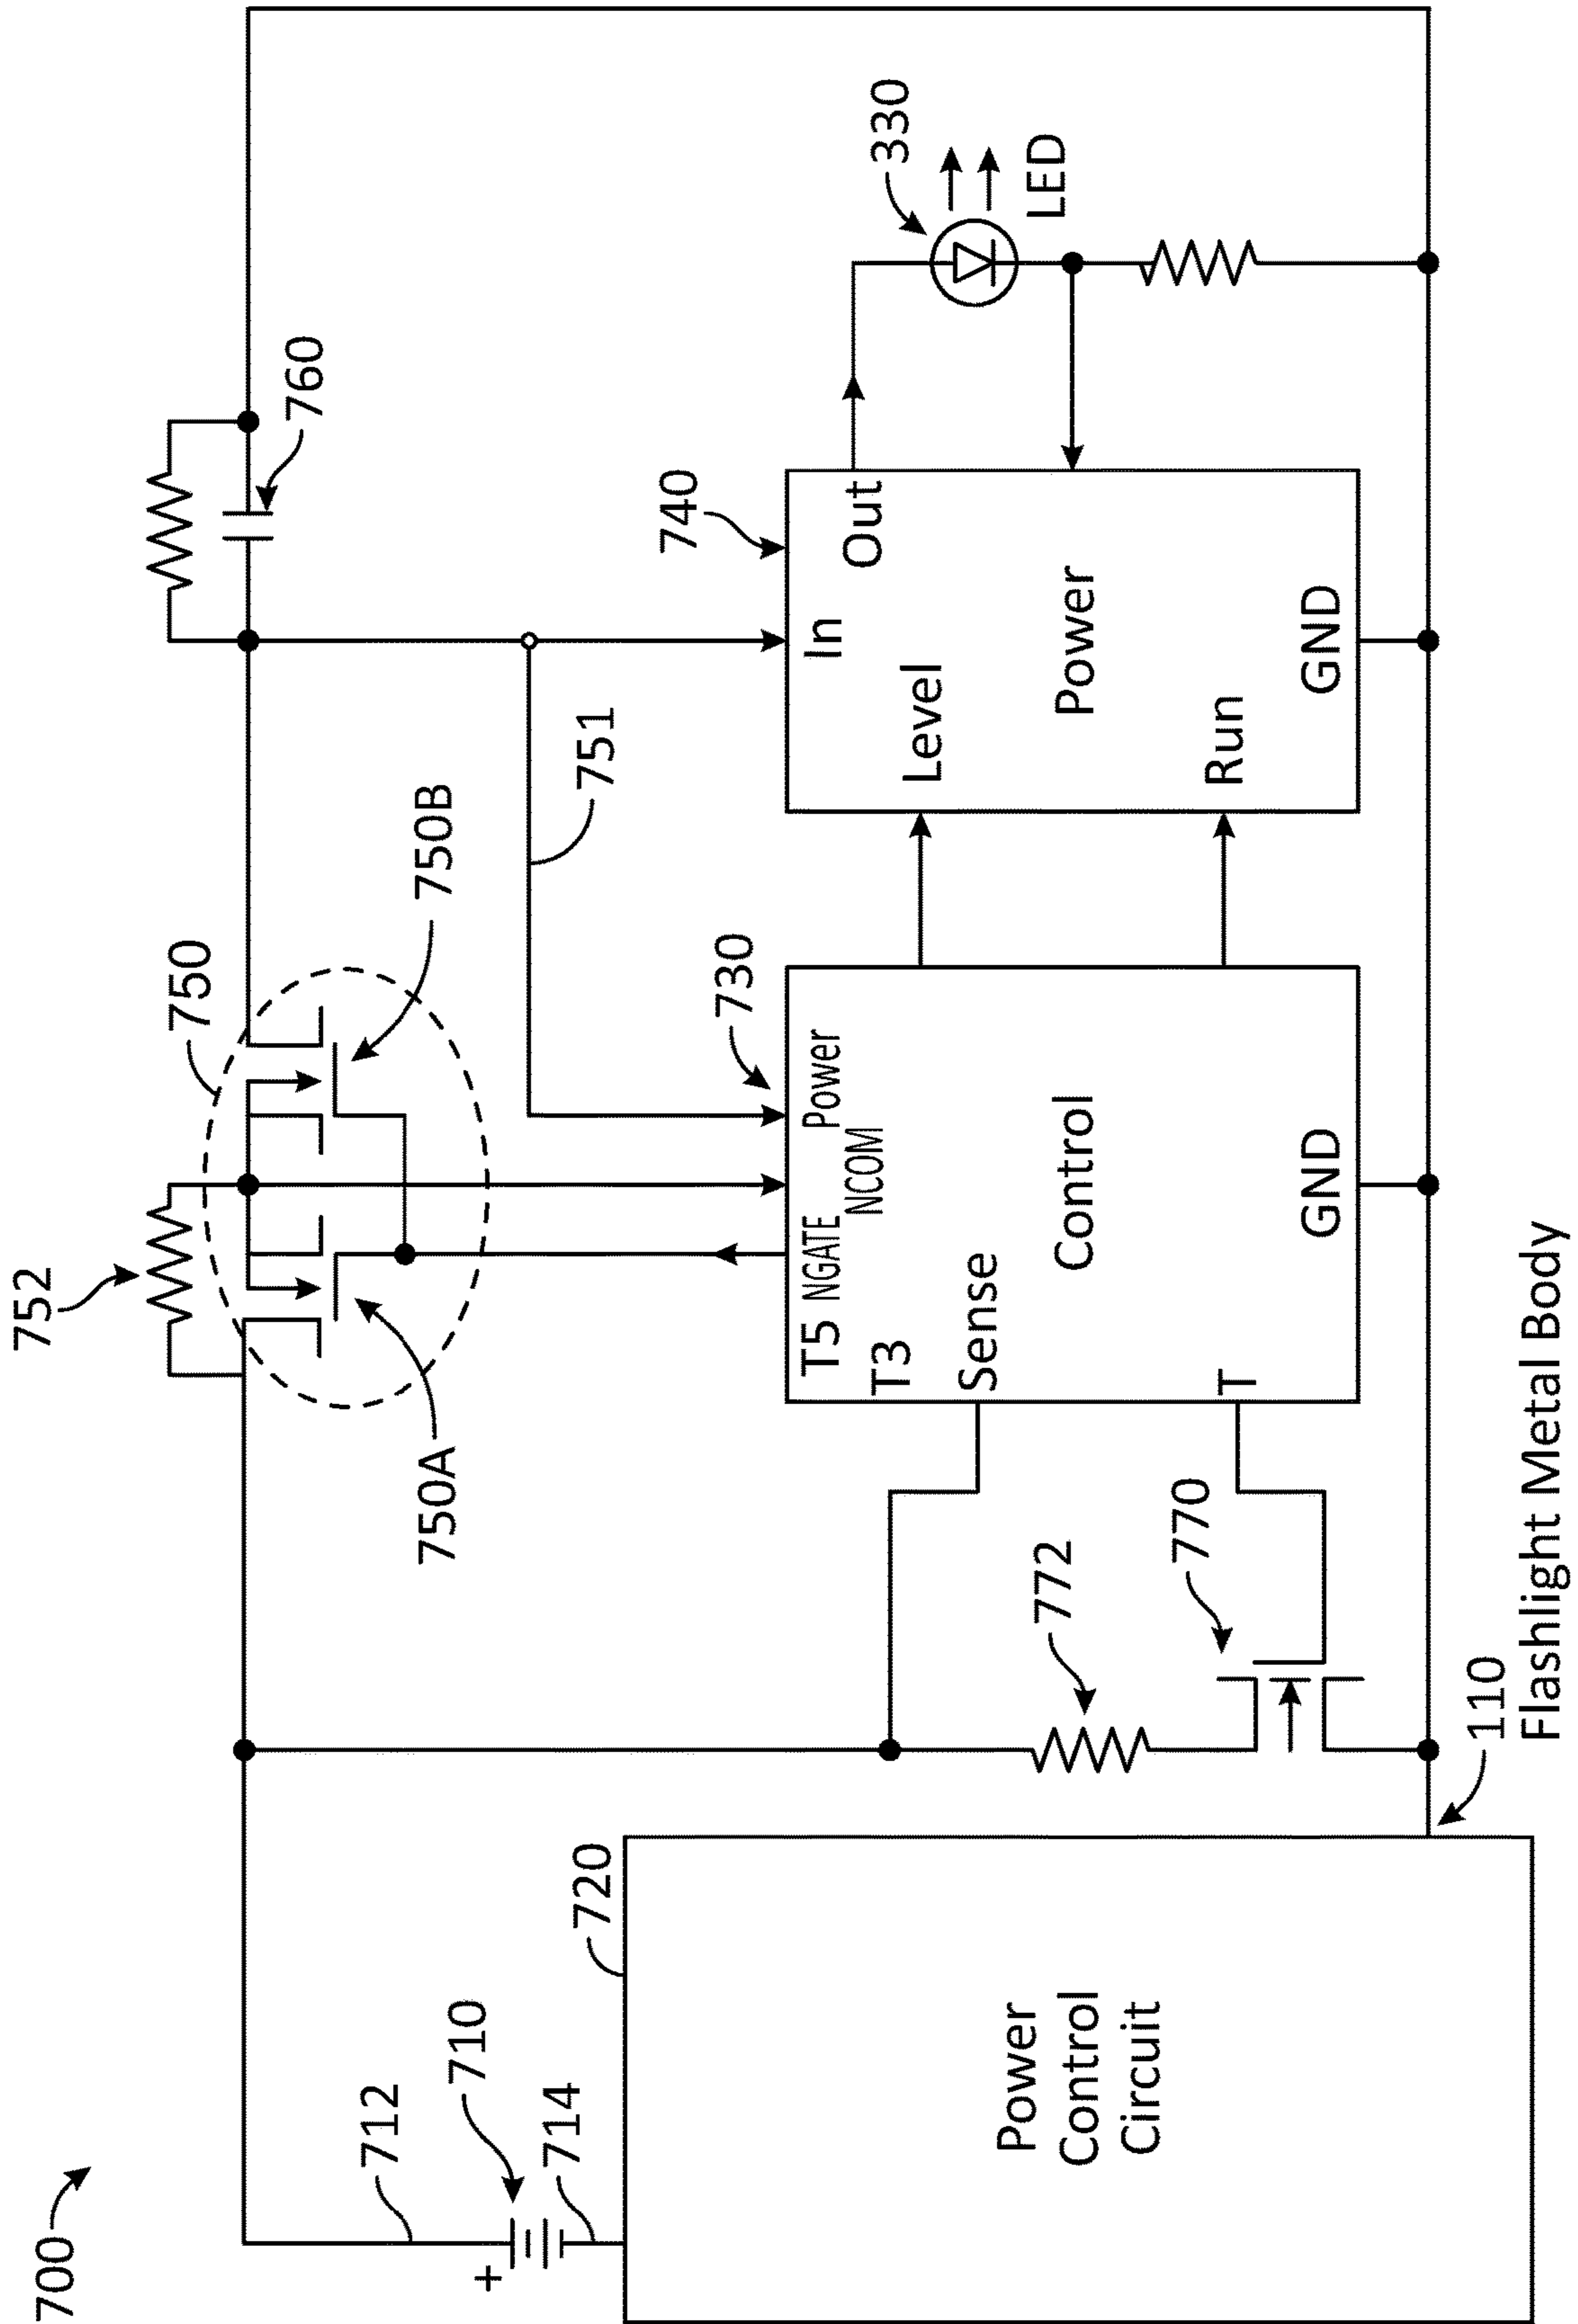 700
712
+
710
714
720
Power
Control
Circuit
752
750
750A
750B
751
760
730
T5
NGATE
NCOM
Power
T3
Sense
Control
T
GND
740
In
Out
Level
Power
Run
GND
330
LED
772
770
110
Flashlight Metal Body